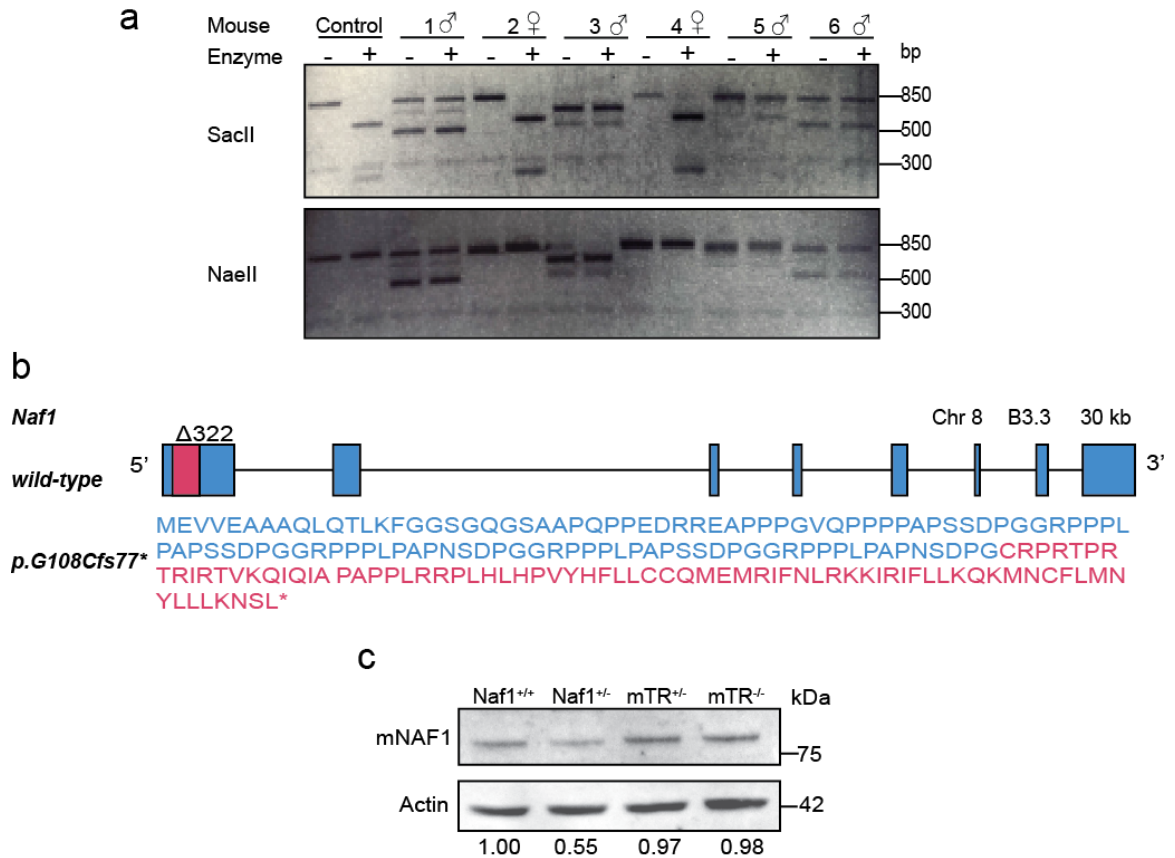 a
Mouse Control 1 ♂ 2 ♀ 3 ♂ 4 ♀ 5 ♂ 6 ♂
Enzyme - + - + - + - + - + - + - + bp
SacII
850
500
300
NaeII
850
500
300
b
Naf1 Chr 8 B3.3 30 kb
Δ322
wild-type 5’ 3’
MEVVEAAAQLQTLKFGGSGQGSAAPQPPEDRREAPPPGVQPPPPAPSSDPGGRPPPL
p.G108Cfs77* PAPSSDPGGRPPPLPAPNSDPGGRPPPLPAPSSDPGGRPPPLPAPNSDPGCRPRTPR
TRIRTVKQIQIA PAPPLRRPLHLHPVYHFLLCCQMEMRIFNLRKKIRIFLLKQKMNCFLMN
YLLLKNSL*
c
Naf1+/+ Naf1+/- mTR+/- mTR-/- kDa
mNAF1
75
Actin 42
1.00 0.55 0.97 0.98